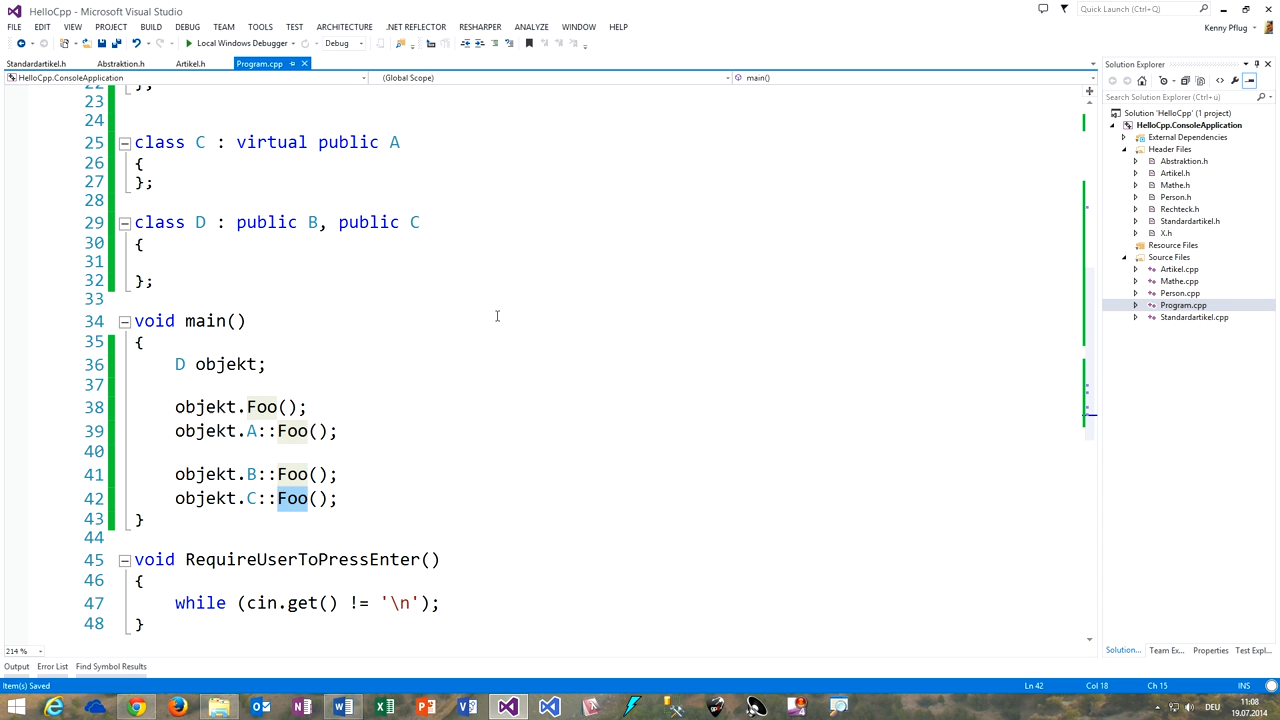 HelloCpp - Microsoft Visual Studio
Quick Launch (Ctrl+Q)
FILE EDIT VIEW PROJECT BUILD DEBUG TEAM TOOLS TEST ARCHITECTURE .NET REFLECTOR RESHARPER ANALYZE WINDOW HELP
Kenny Pflug
Local Windows Debugger Debug
Standardartikel.h Abstraktion.h Artikel.h Program.cpp
HelloCpp.ConsoleApplication (Global Scope) main()
22 };
23
24
25 class C : virtual public A
26 {
27 };
28
29 class D : public B, public C
30 {
31
32 };
33
34 void main()
35 {
36 D objekt;
37
38 objekt.Foo();
39 objekt.A::Foo();
40
41 objekt.B::Foo();
42 objekt.C::Foo();
43 }
44
45 void RequireUserToPressEnter()
46 {
47 while (cin.get() != '\n');
48 }
214 %
Solution Explorer
Search Solution Explorer (Ctrl+ü)
Solution 'HelloCpp' (1 project)
HelloCpp.ConsoleApplication
External Dependencies
Header Files
Abstraktion.h
Artikel.h
Mathe.h
Person.h
Rechteck.h
Standardartikel.h
X.h
Resource Files
Source Files
Artikel.cpp
Mathe.cpp
Person.cpp
Program.cpp
Standardartikel.cpp
Solution... Team Ex... Properties Test Expl...
Output Error List Find Symbol Results
Item(s) Saved Ln 42 Col 18 Ch 15 INS
DEU 11:08
19.07.2014